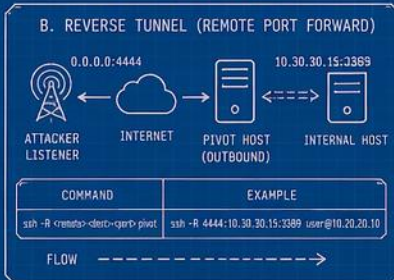 B. REVERSE TUNNEL (REMOTE PORT FORWARD)
0.0.0.0:4444
10.30.30.15:3389
ATTACKER
LISTENER
INTERNET
PIVOT HOST
(OUTBOUND)
INTERNAL HOST
COMMAND
EXAMPLE
ssh -R pivot
ssh -R 4444:10.30.30.15:3389 user@10.20.20.10
FLOW